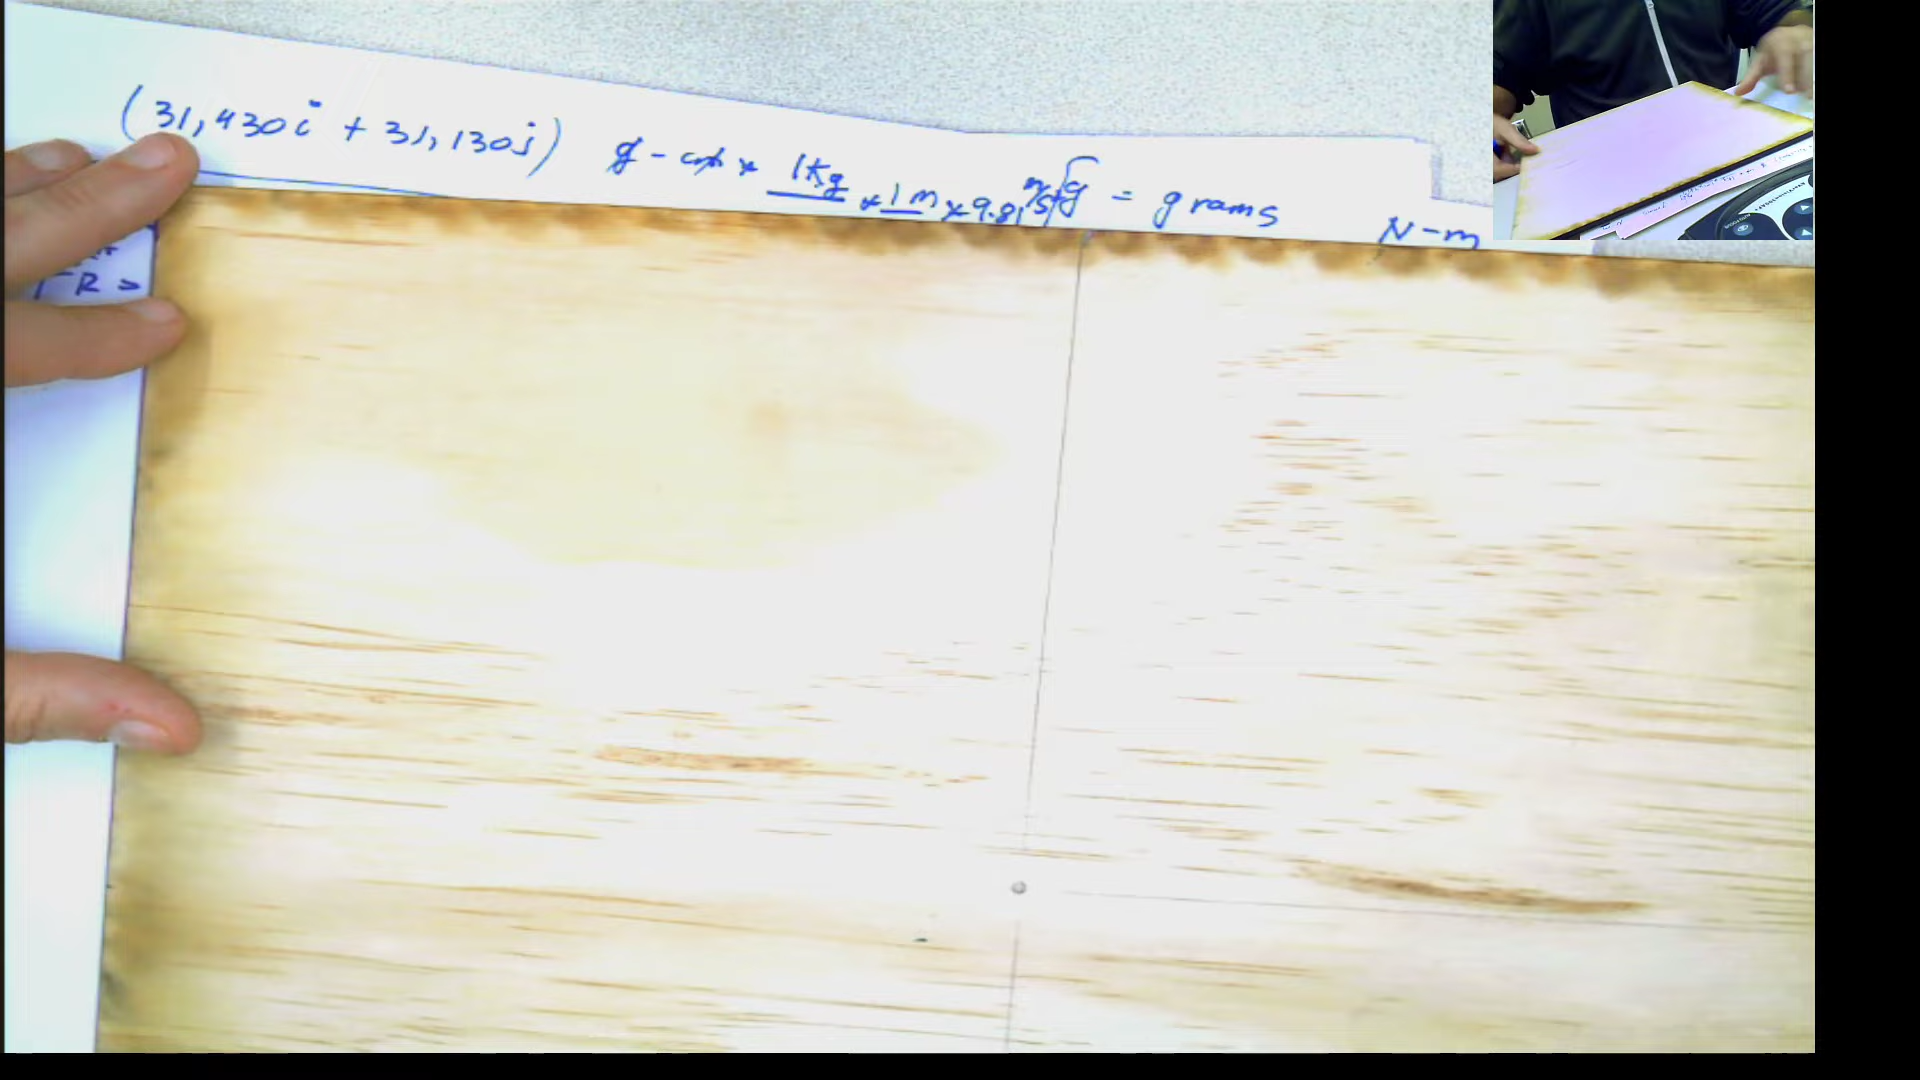 (31,430i + 31,130j) g-cm × 1Kg × 1m × 9.81 m/s² = grams N-m
R >